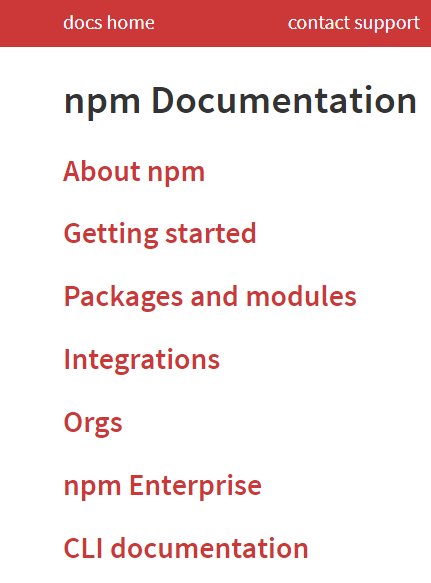 docs home contact support
npm Documentation
About npm
Getting started
Packages and modules
Integrations
Orgs
npm Enterprise
CLI documentation